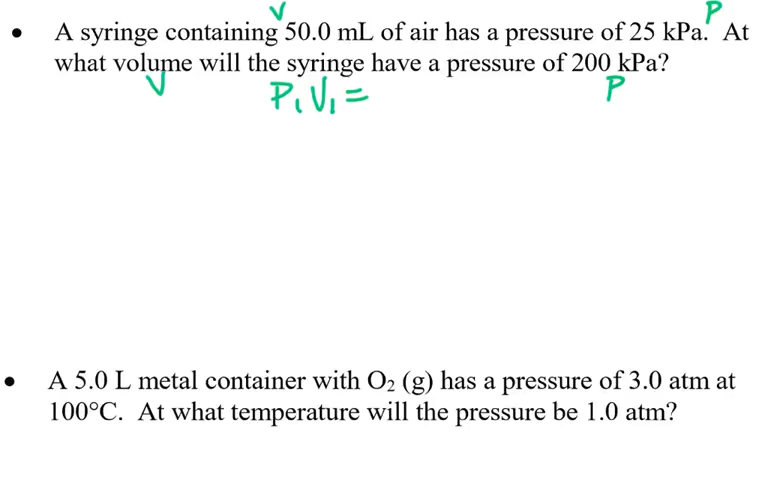 V P
• A syringe containing 50.0 mL of air has a pressure of 25 kPa. At
what volume will the syringe have a pressure of 200 kPa?
V P₁V₁= P
• A 5.0 L metal container with O₂ (g) has a pressure of 3.0 atm at
100°C. At what temperature will the pressure be 1.0 atm?